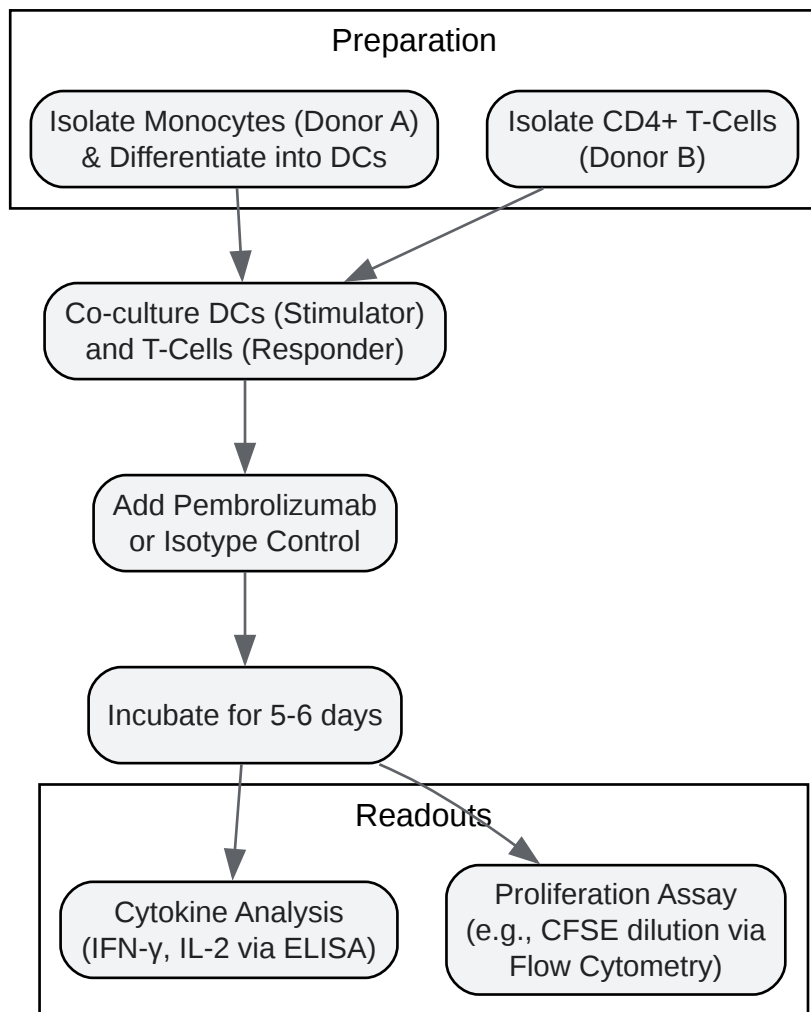 Preparation
Isolate Monocytes (Donor A)
& Differentiate into DCs
Isolate CD4+ T-Cells
(Donor B)
Co-culture DCs (Stimulator)
and T-Cells (Responder)
Add Pembrolizumab
or Isotype Control
Incubate for 5-6 days
Readouts
Cytokine Analysis
(IFN-γ, IL-2 via ELISA)
Proliferation Assay
(e.g., CFSE dilution via
Flow Cytometry)